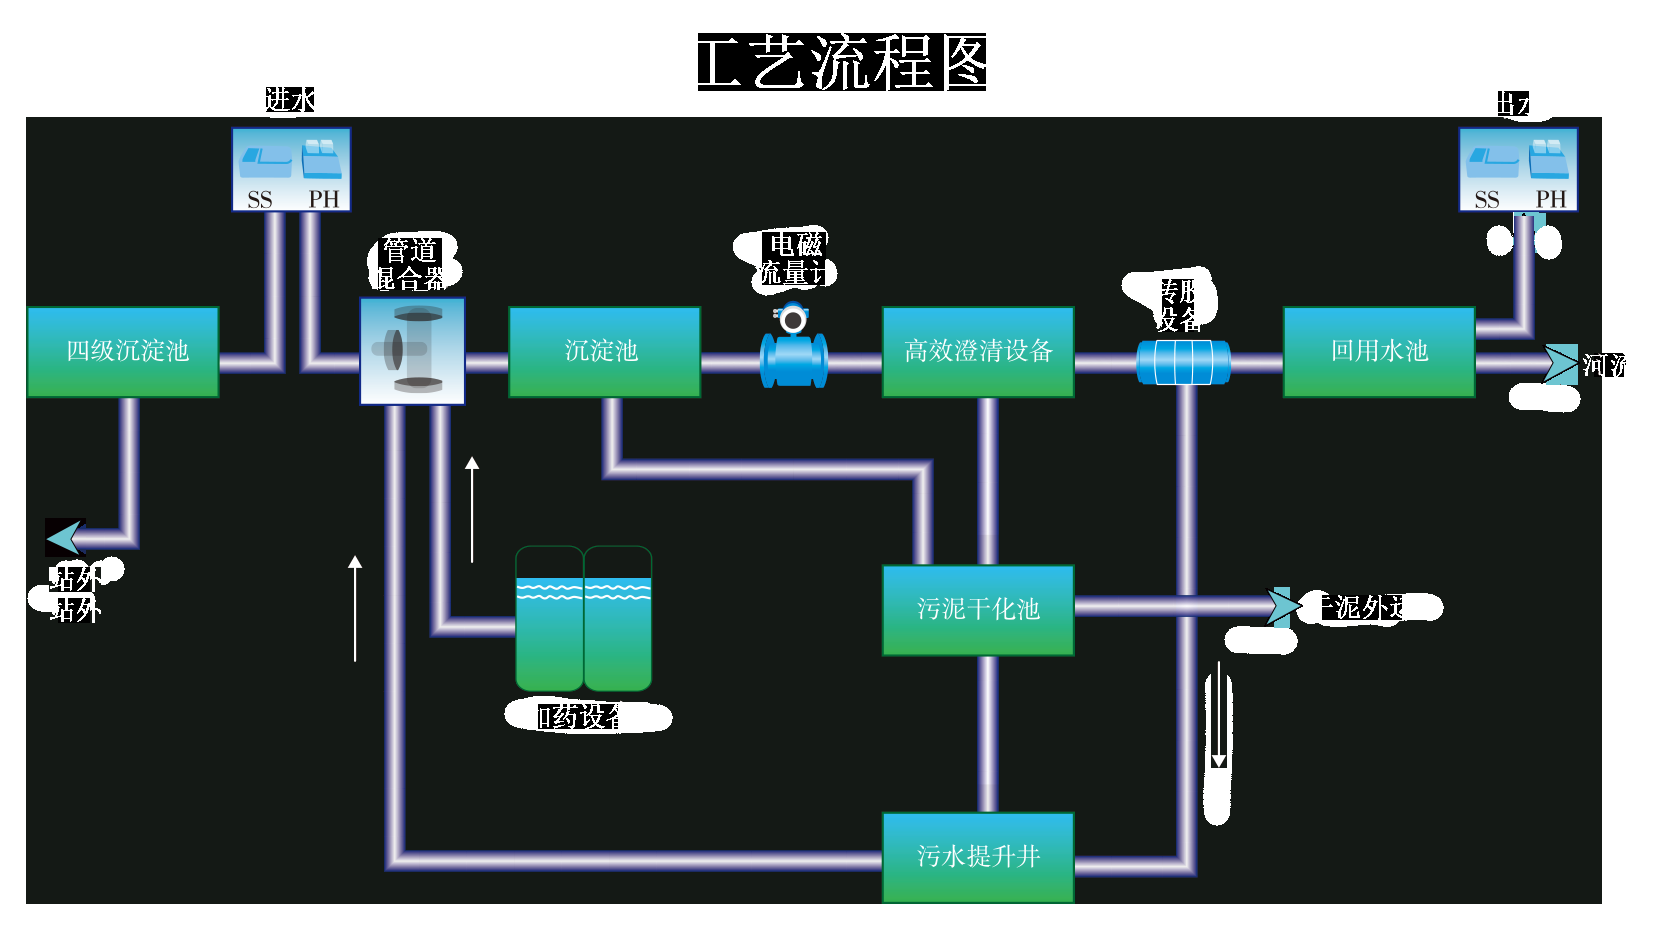 工艺流程图
进水
出水
SS PH
SS PH
管道
混合器
电磁
流量计
转股
设备
四级沉淀池
沉淀池
高效澄清设备
回用水池
河流
站外
站外
污泥干化池
干泥外运
加药设备
污水提升井